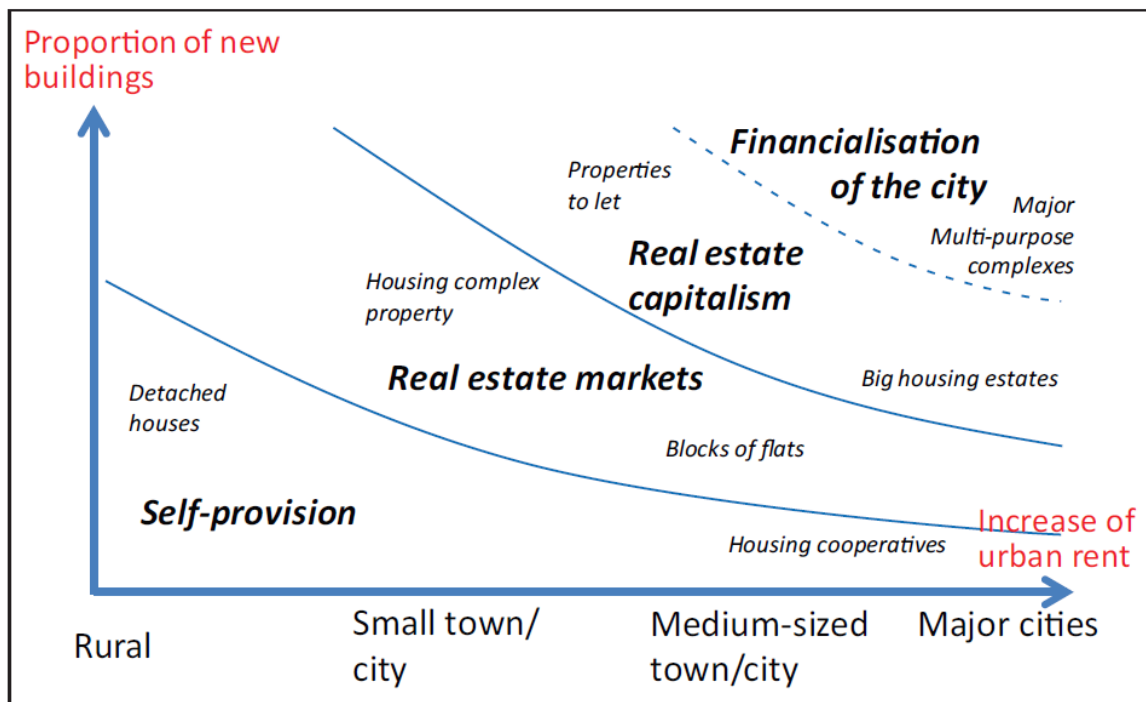 Proportion of new
buildings
Financialisation
of the city
Properties
to let
Major
Multi-purpose
complexes
Real estate
capitalism
Housing complex
property
Real estate markets
Detached
houses
Big housing estates
Blocks of flats
Self-provision
Housing cooperatives
Increase of
urban rent
Rural
Small town/
city
Medium-sized
town/city
Major cities